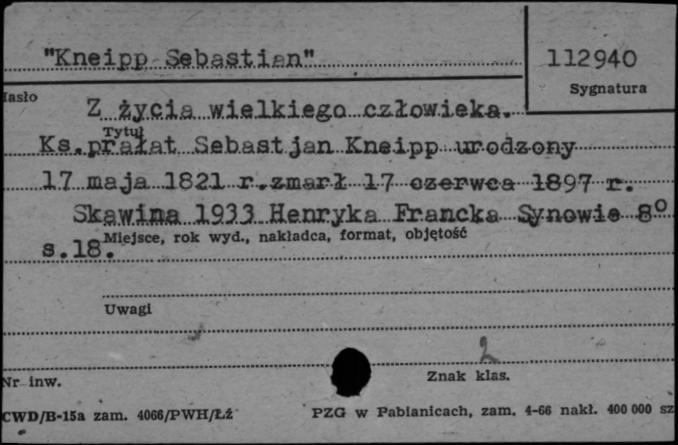 "Kneipp Sebastian"
112940
Sygnatura
Hasło
Z życia wielkiego człowieka.
Tytuł
Ks.prałat Sebastjan Kneipp urodzony
17 maja 1821 r.zmarł 17 czerwca 1897 r.
Skawina 1933 Henryka Francka Synowie 8°
Miejsce, rok wyd., nakładca, format, objętość
s.18.
Uwagi
2
Nr inw.
Znak klas.
CWD/B-15a zam. 4066/PWH/Łź
PZG w Pabianicach, zam. 4-66 nakł. 400 000 sz